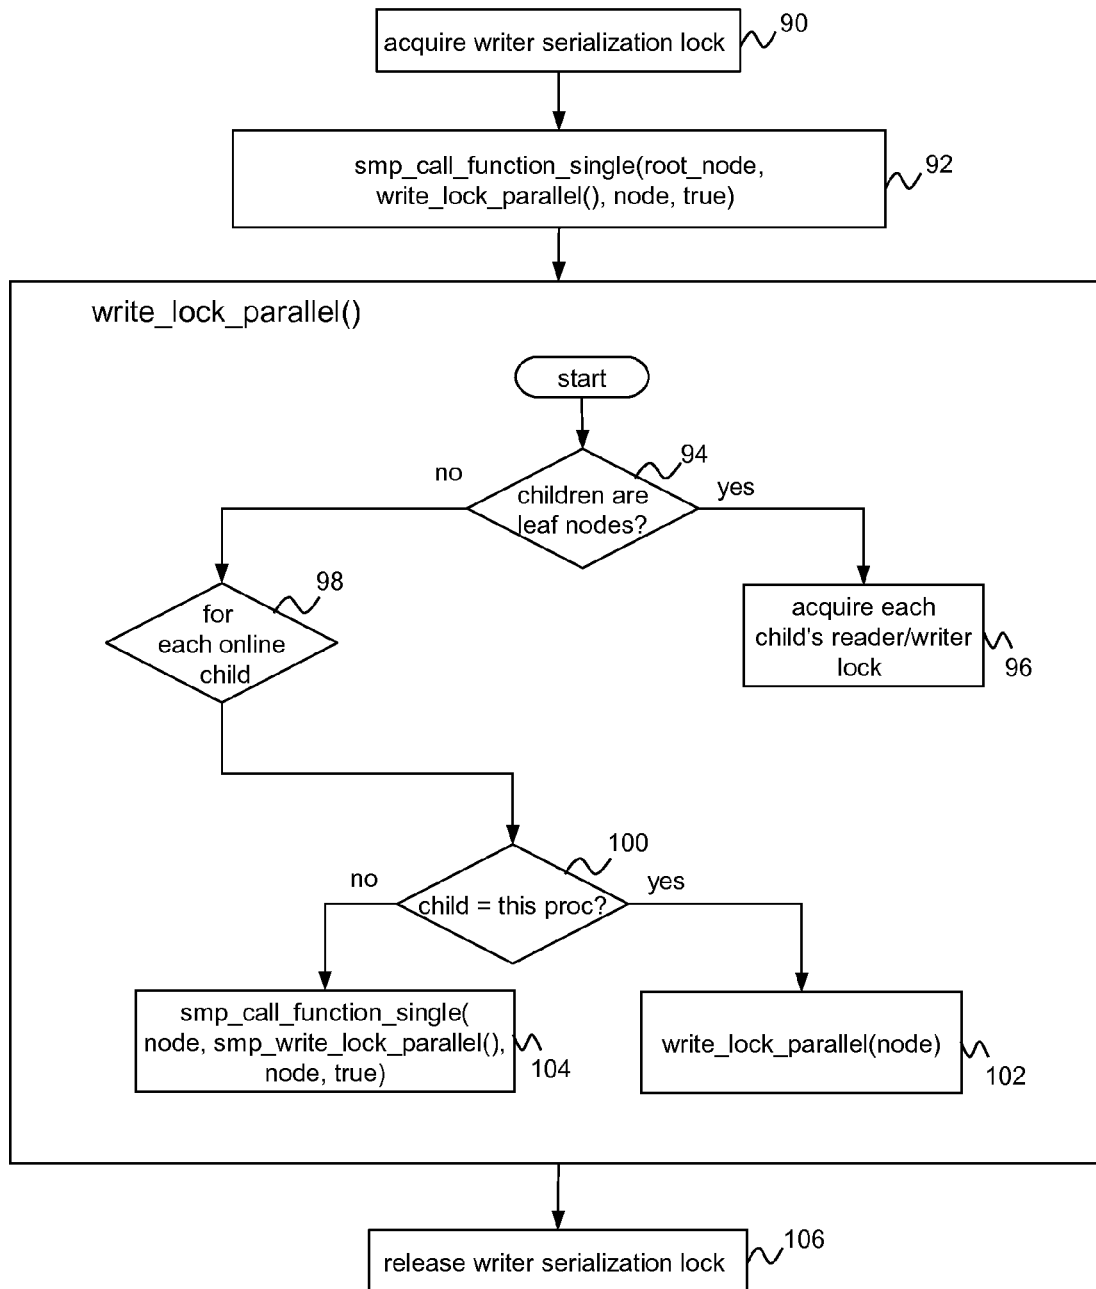 acquire writer serialization lock
90
smp_call_function_single(root_node,
write_lock_parallel(), node, true)
92
write_lock_parallel()
start
94
no
yes
children are
leaf nodes?
98
for
each online
child
acquire each
child's reader/writer
lock
96
100
no
yes
child = this proc?
smp_call_function_single(
node, smp_write_lock_parallel(),
node, true)
104
write_lock_parallel(node)
102
release writer serialization lock
106